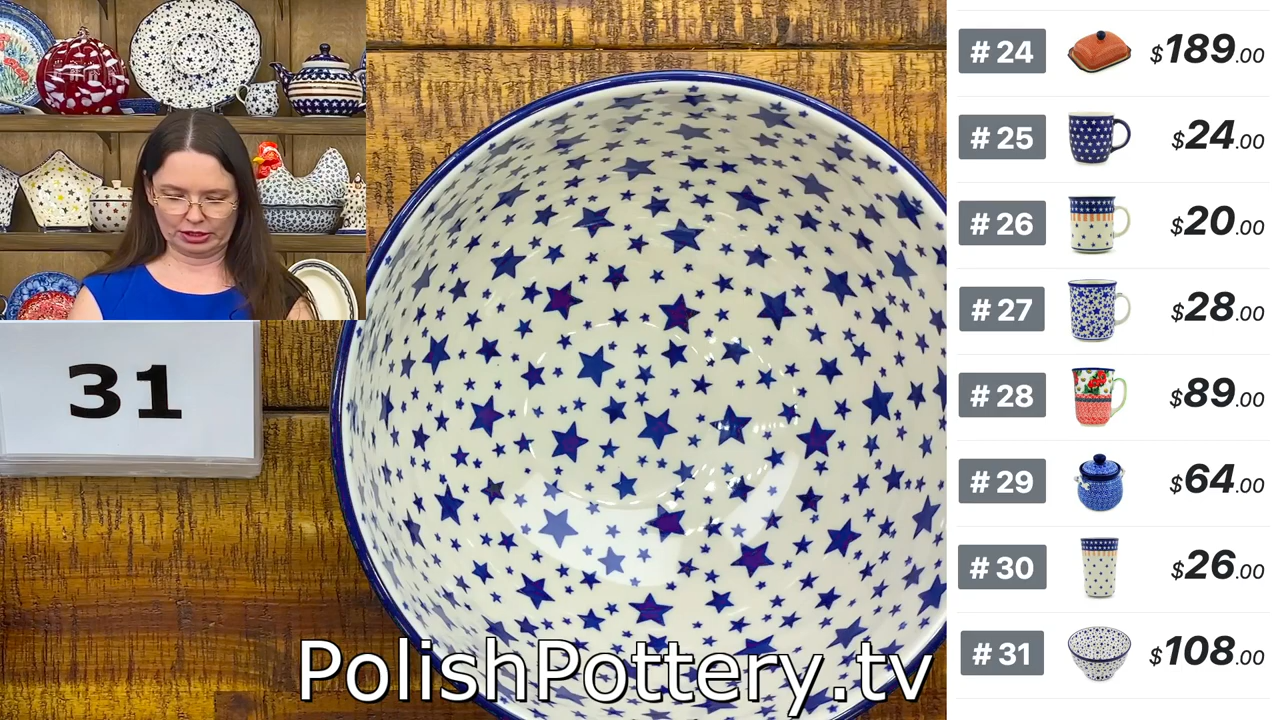 31
PolishPottery.tv
# 24 $189.00
# 25 $24.00
# 26 $20.00
# 27 $28.00
# 28 $89.00
# 29 $64.00
# 30 $26.00
# 31 $108.00